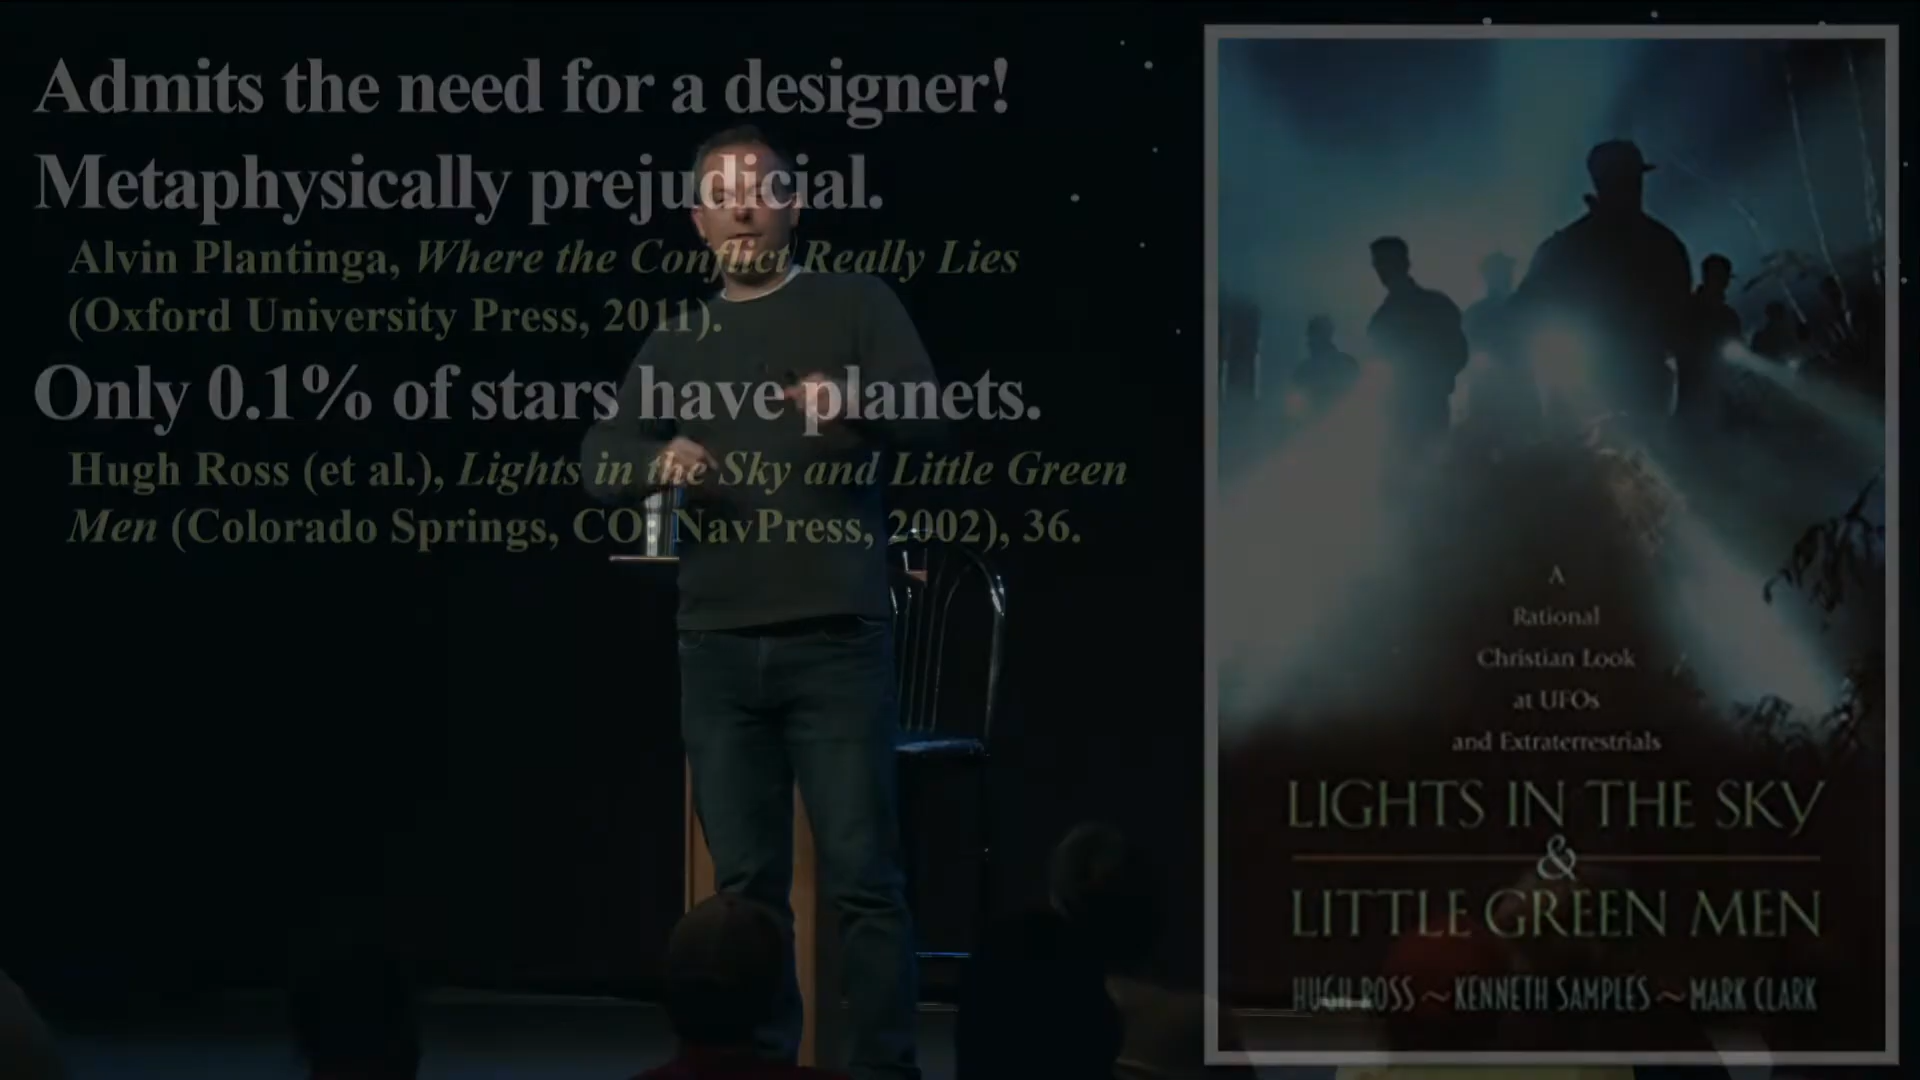 Admits the need for a designer!
Metaphysically prejudicial.
Alvin Plantinga, Where the Conflict Really Lies
(Oxford University Press, 2011).
Only 0.1% of stars have planets.
Hugh Ross (et al.), Lights in the Sky and Little Green
Men (Colorado Springs, CO: NavPress, 2002), 36.
A
Rational
Christian Look
at UFOs
and Extraterrestrials
LIGHTS IN THE SKY
&
LITTLE GREEN MEN
HUGH ROSS ~ KENNETH SAMPLES ~ MARK CLARK